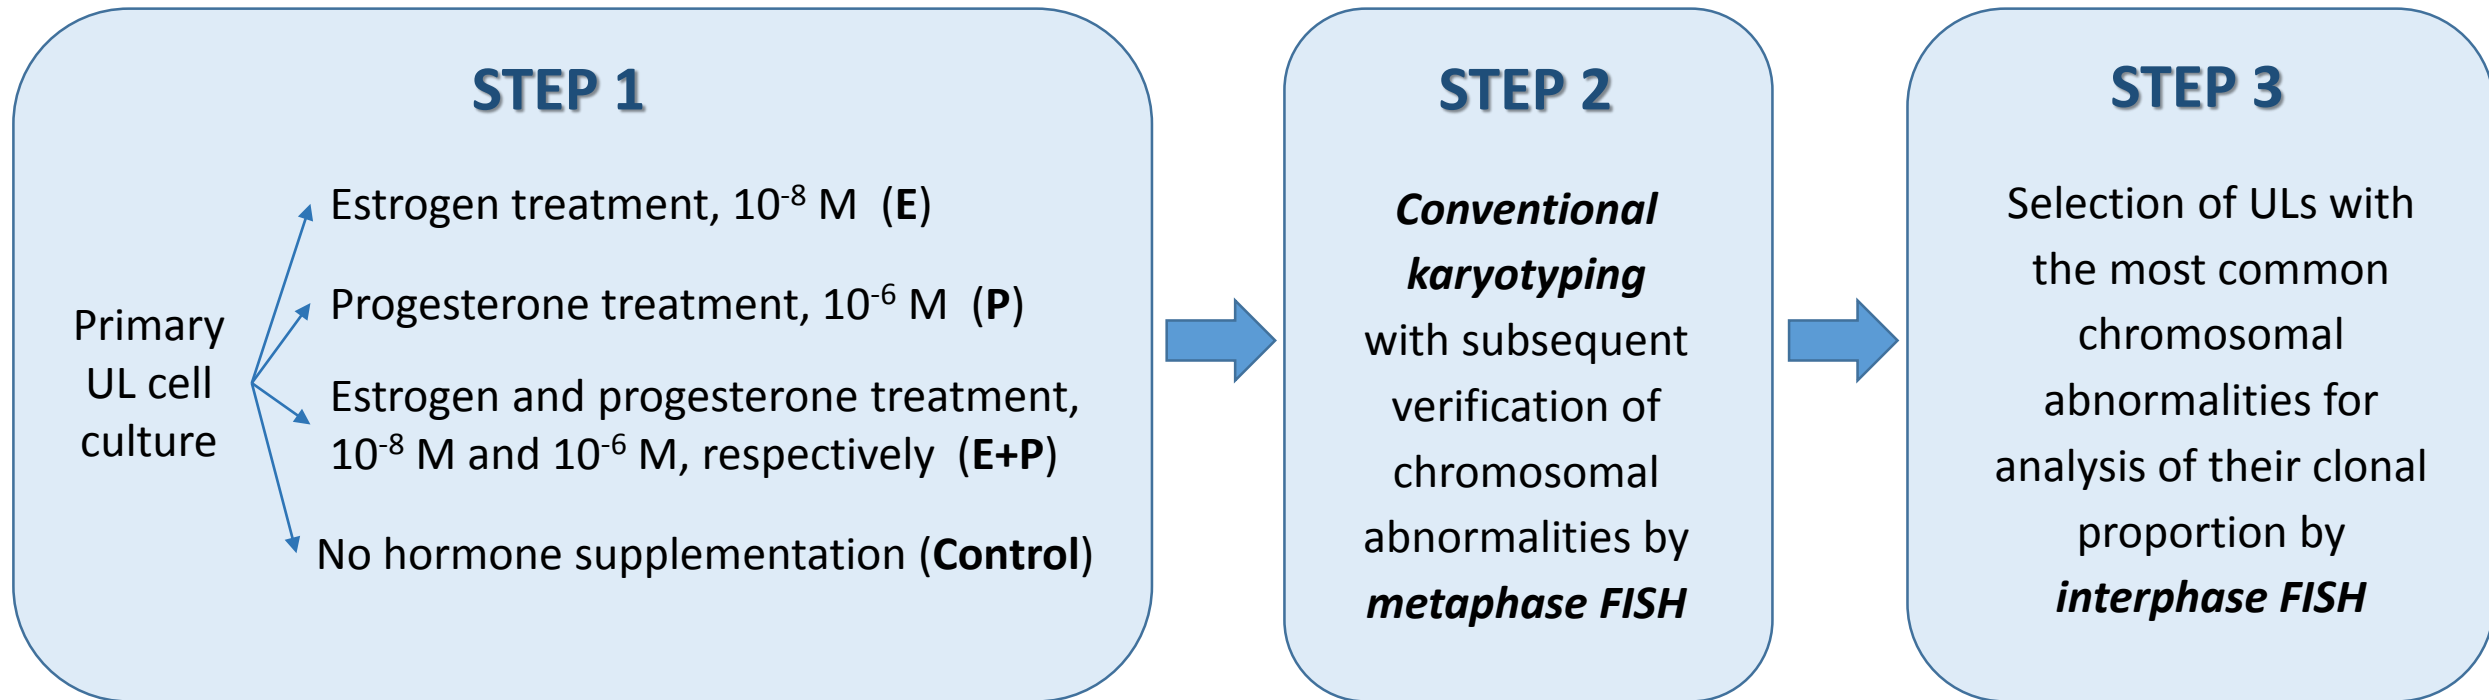 STEP 1
Primary
UL cell
culture
Estrogen treatment, 10⁻⁸ M (E)
Progesterone treatment, 10⁻⁶ M (P)
Estrogen and progesterone treatment,
10⁻⁸ M and 10⁻⁶ M, respectively (E+P)
No hormone supplementation (Control)
STEP 2
Conventional
karyotyping
with subsequent
verification of
chromosomal
abnormalities by
metaphase FISH
STEP 3
Selection of ULs with
the most common
chromosomal
abnormalities for
analysis of their clonal
proportion by
interphase FISH